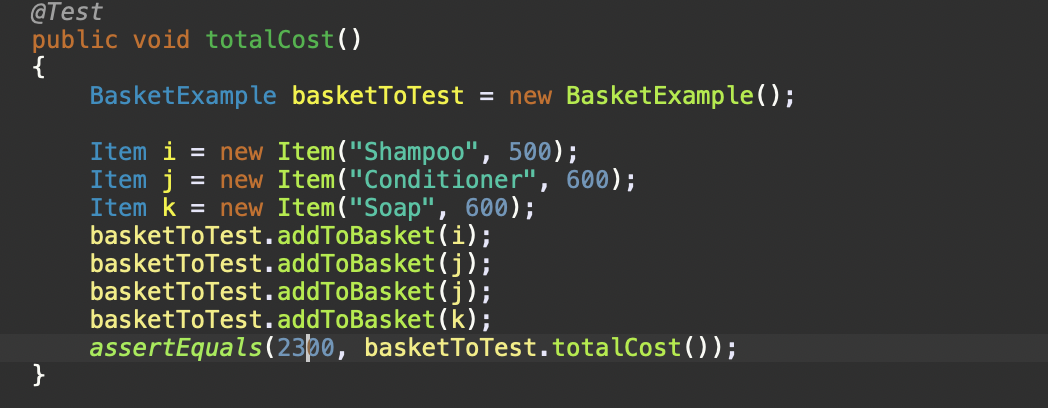 @Test
public void totalCost()
{
BasketExample basketToTest = new BasketExample();
Item i = new Item("Shampoo", 500);
Item j = new Item("Conditioner", 600);
Item k = new Item("Soap", 600);
basketToTest.addToBasket(i);
basketToTest.addToBasket(j);
basketToTest.addToBasket(j);
basketToTest.addToBasket(k);
assertEquals(2300, basketToTest.totalCost());
}